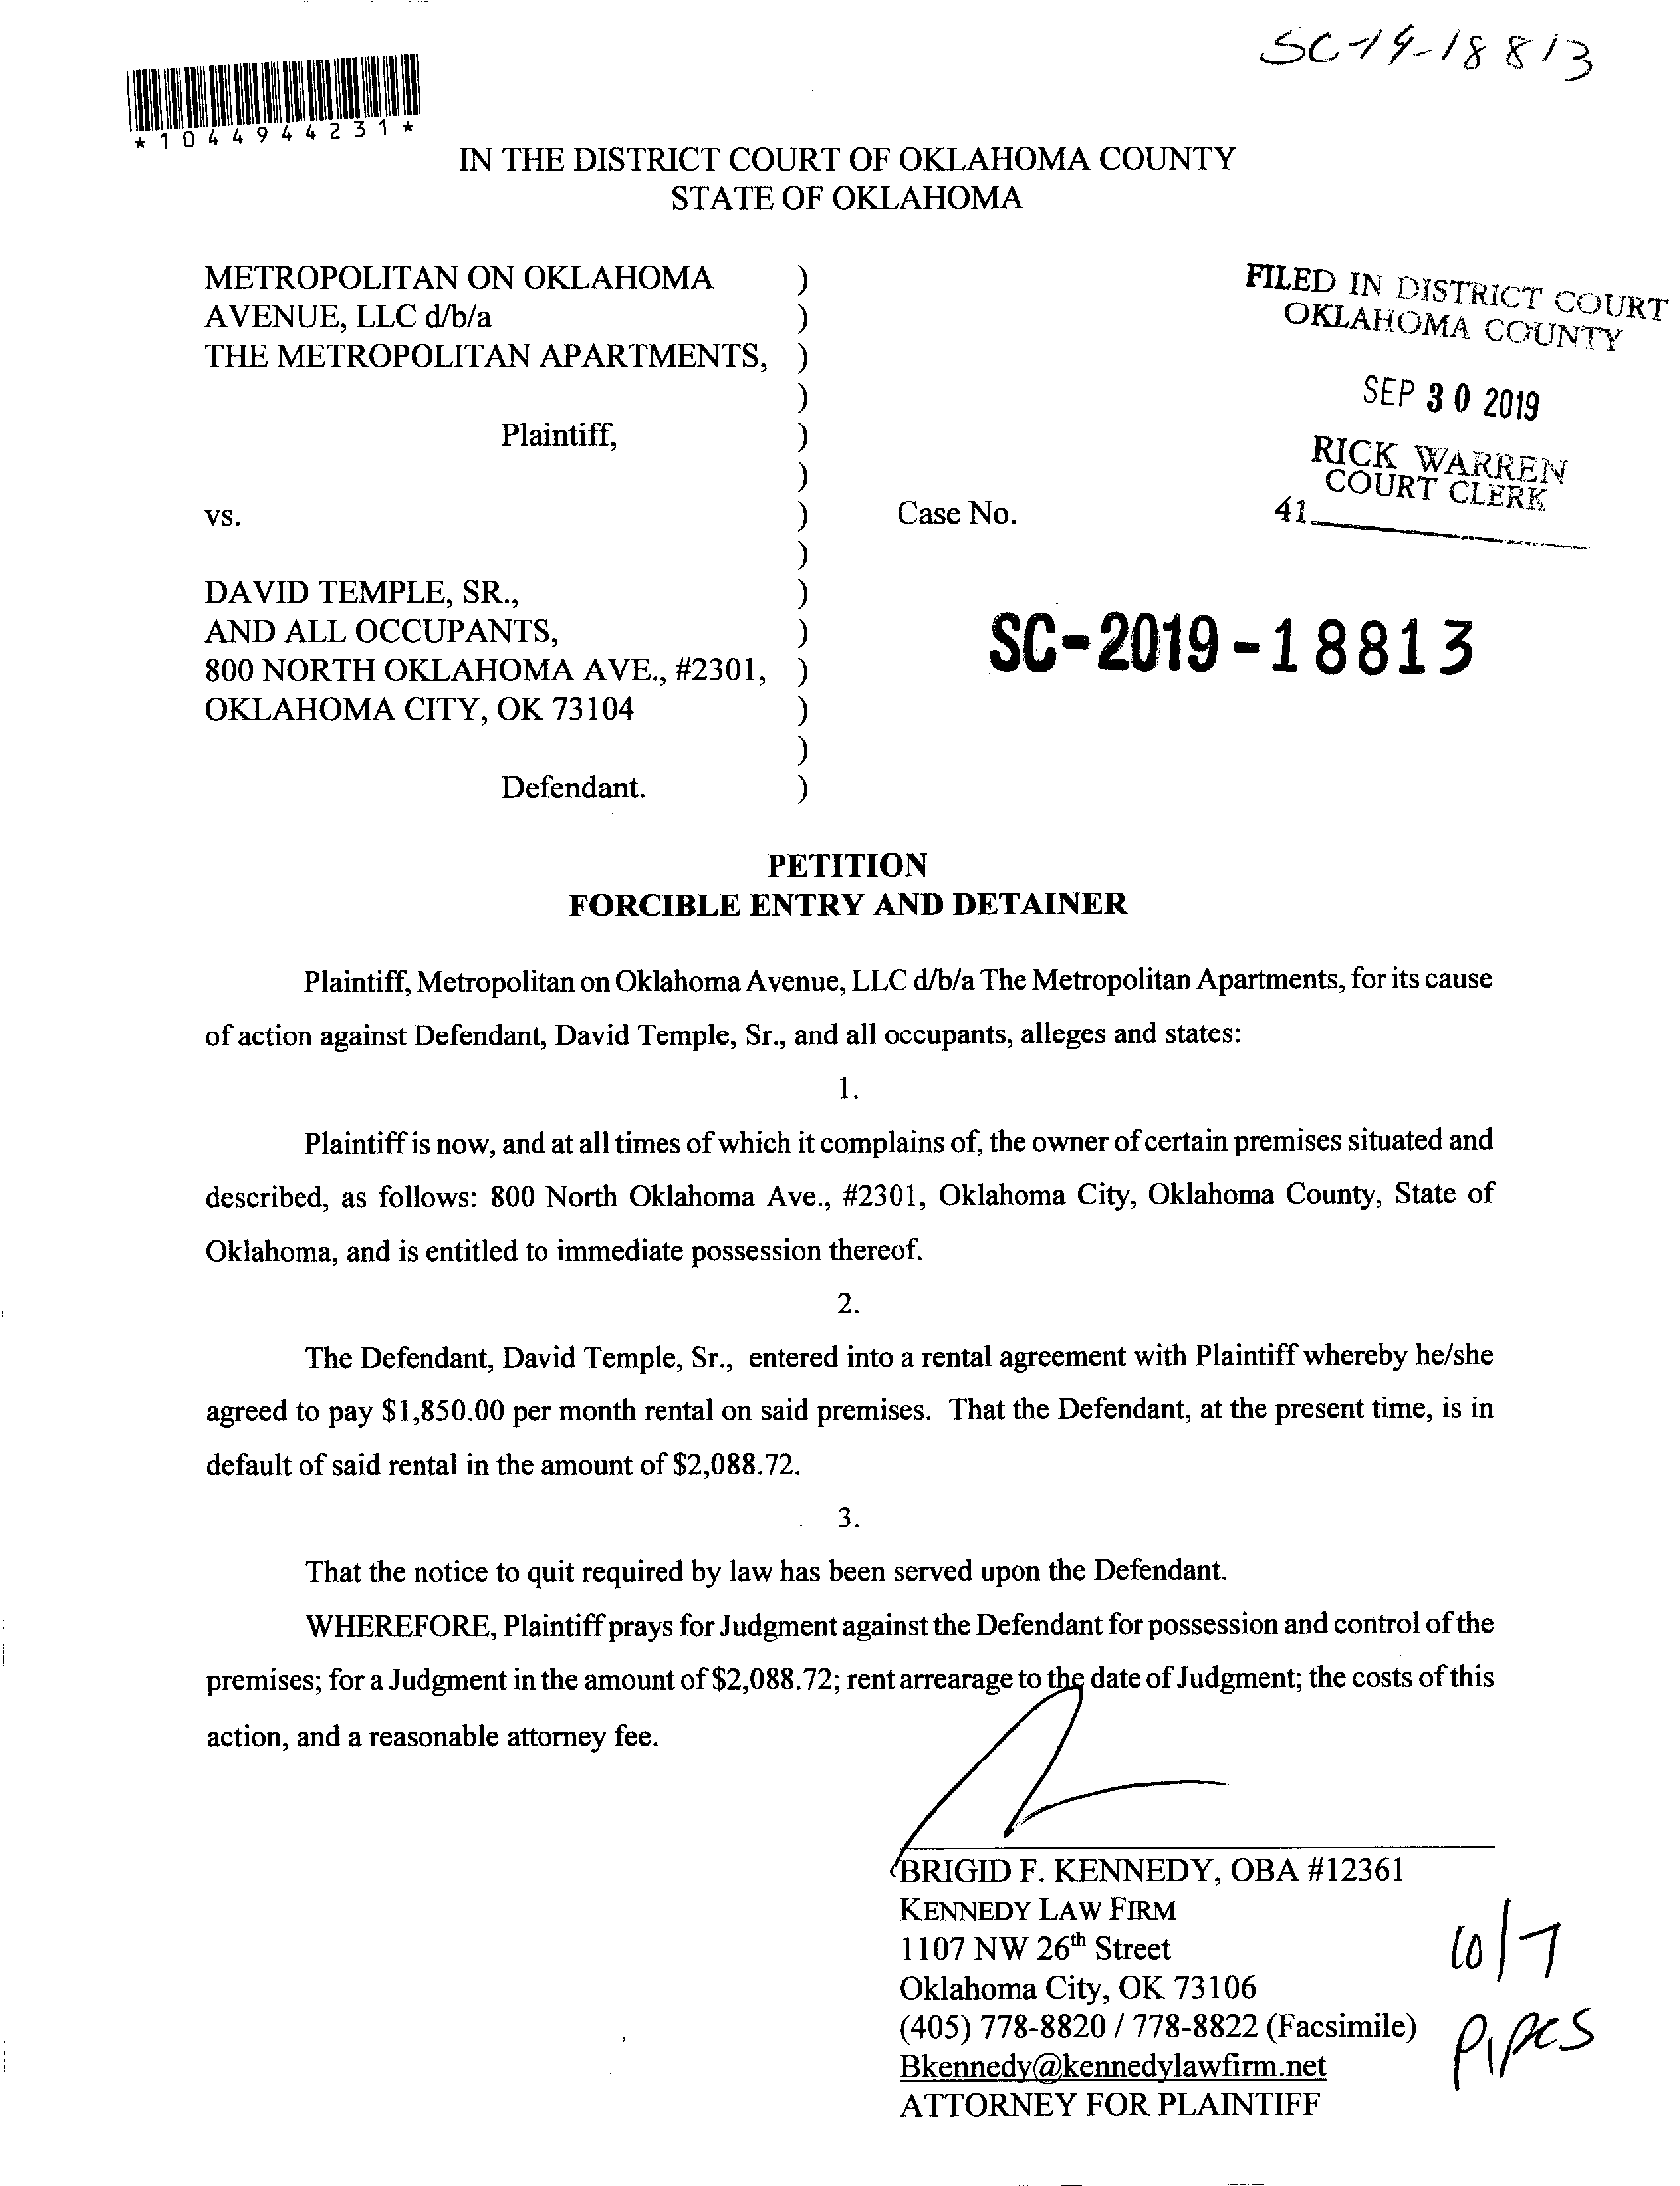 SC-19-18813
*1044944231*
IN THE DISTRICT COURT OF OKLAHOMA COUNTY
STATE OF OKLAHOMA
METROPOLITAN ON OKLAHOMA )
AVENUE, LLC d/b/a )
THE METROPOLITAN APARTMENTS, )
)
Plaintiff, )
)
vs. ) Case No.
)
DAVID TEMPLE, SR., )
AND ALL OCCUPANTS, )
800 NORTH OKLAHOMA AVE., #2301, )
OKLAHOMA CITY, OK 73104 )
)
Defendant. )
FILED IN DISTRICT COURT
OKLAHOMA COUNTY
SEP 30 2019
RICK WARREN
COURT CLERK
41
SC-2019-18813
PETITION
FORCIBLE ENTRY AND DETAINER
Plaintiff, Metropolitan on Oklahoma Avenue, LLC d/b/a The Metropolitan Apartments, for its cause
of action against Defendant, David Temple, Sr., and all occupants, alleges and states:
1.
Plaintiff is now, and at all times of which it complains of, the owner of certain premises situated and
described, as follows: 800 North Oklahoma Ave., #2301, Oklahoma City, Oklahoma County, State of
Oklahoma, and is entitled to immediate possession thereof.
2.
The Defendant, David Temple, Sr., entered into a rental agreement with Plaintiff whereby he/she
agreed to pay $1,850.00 per month rental on said premises. That the Defendant, at the present time, is in
default of said rental in the amount of $2,088.72.
3.
That the notice to quit required by law has been served upon the Defendant.
WHEREFORE, Plaintiff prays for Judgment against the Defendant for possession and control of the
premises; for a Judgment in the amount of $2,088.72; rent arrearage to the date of Judgment; the costs of this
action, and a reasonable attorney fee.
BRIGID F. KENNEDY, OBA #12361
KENNEDY LAW FIRM
1107 NW 26th Street
Oklahoma City, OK 73106
(405) 778-8820 / 778-8822 (Facsimile)
Bkennedy@kennedylawfirm.net
ATTORNEY FOR PLAINTIFF
10/7